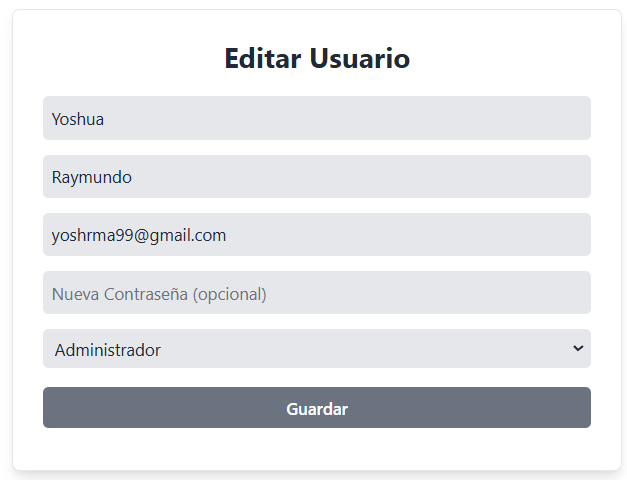 Editar Usuario
Yoshua
Raymundo
yoshrma99@gmail.com
Nueva Contraseña (opcional)
Administrador
Guardar